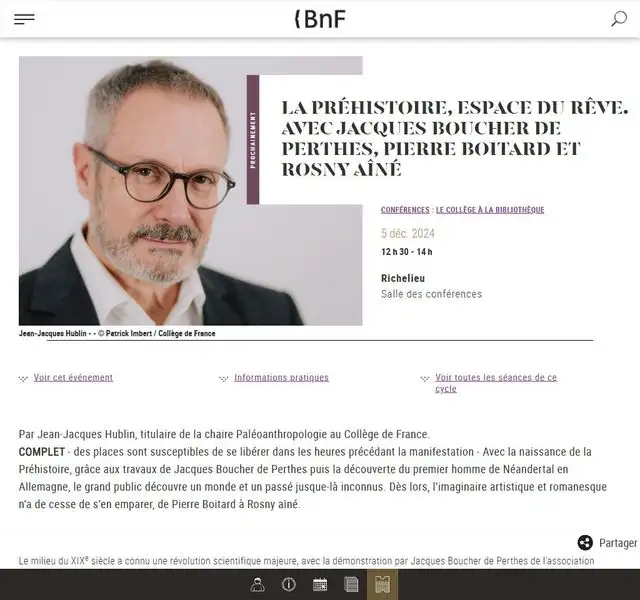 BnF
PROCHAINEMENT
LA PRÉHISTOIRE, ESPACE DU RÊVE.
AVEC JACQUES BOUCHER DE
PERTHES, PIERRE BOITARD ET
ROSNY AÎNÉ
CONFÉRENCES : LE COLLÈGE À LA BIBLIOTHÈQUE
5 déc. 2024
12 h 30 - 14 h
Richelieu
Salle des conférences
Jean-Jacques Hublin - - © Patrick Imbert / Collège de France
Voir cet événement
Informations pratiques
Voir toutes les séances de ce
cycle
Par Jean-Jacques Hublin, titulaire de la chaire Paléoanthropologie au Collège de France.
COMPLET - des places sont susceptibles de se libérer dans les heures précédant la manifestation - Avec la naissance de la
Préhistoire, grâce aux travaux de Jacques Boucher de Perthes puis la découverte du premier homme de Néandertal en
Allemagne, le grand public découvre un monde et un passé jusque-là inconnus. Dès lors, l'imaginaire artistique et romanesque
n'a de cesse de s'en emparer, de Pierre Boitard à Rosny aîné.
Partager
Le milieu du XIXe siècle a connu une révolution scientifique majeure, avec la démonstration par Jacques Boucher de Perthes de l'association